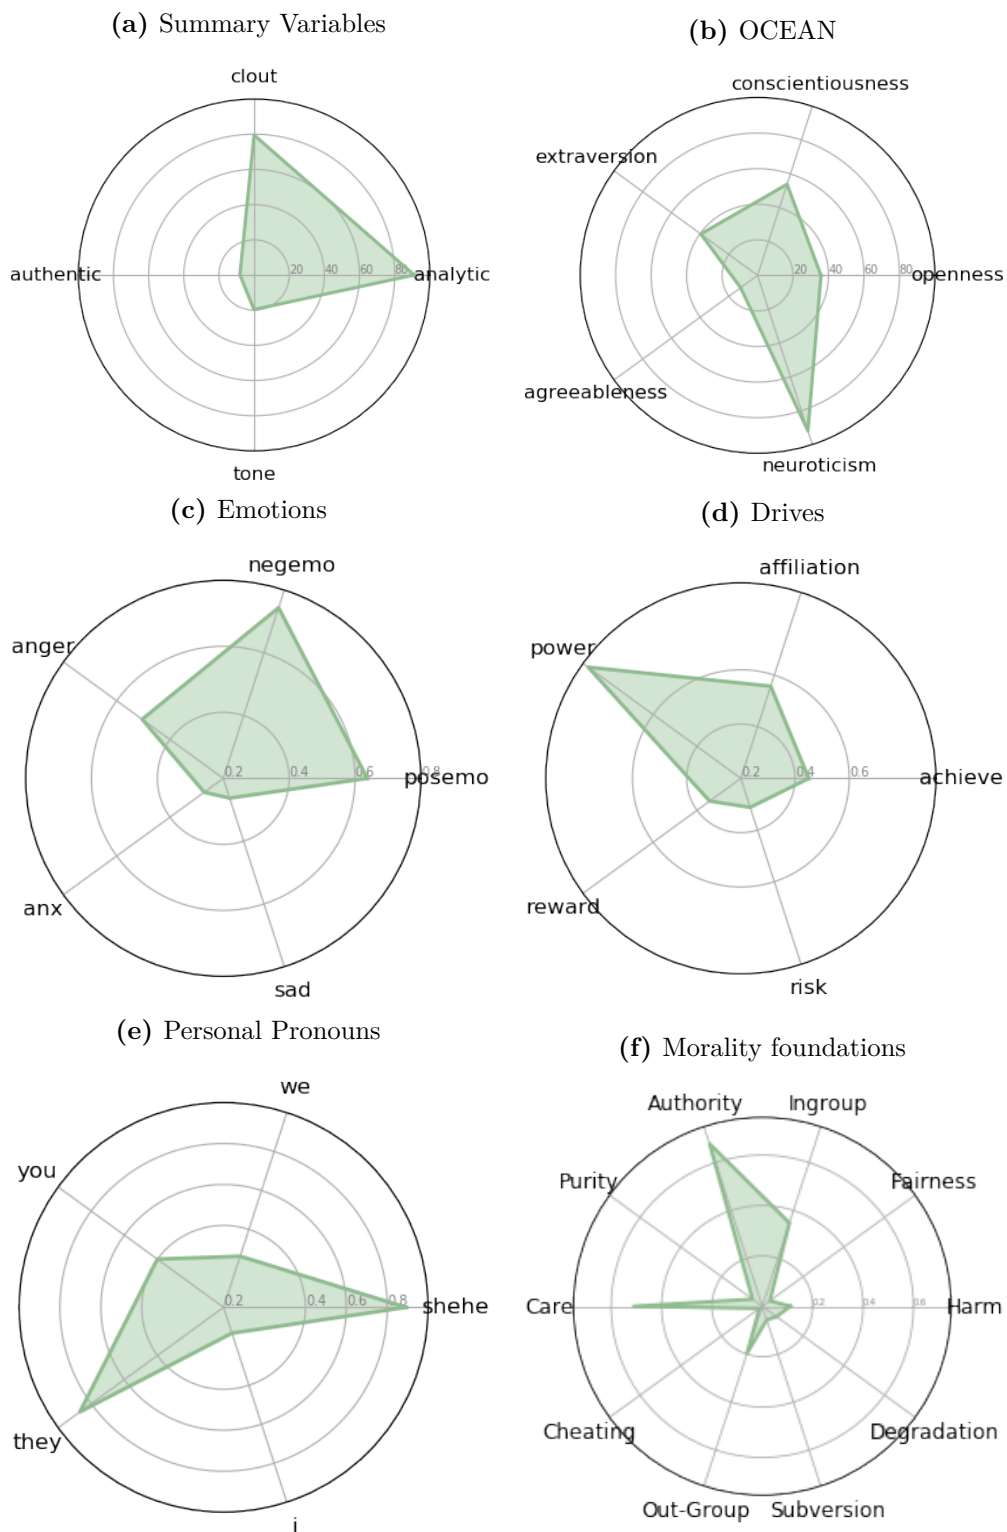 (a) Summary Variables
clout
authentic
20 40 60 80
analytic
tone
(b) OCEAN
conscientiousness
extraversion
20 40 60 80
openness
agreeableness
neuroticism
(c) Emotions
negemo
anger
0.2 0.4 0.6 0.8
posemo
anx
sad
(d) Drives
affiliation
power
0.2 0.4 0.6
achieve
reward
risk
(e) Personal Pronouns
we
you
0.2 0.4 0.6 0.8
shehe
they
i
(f) Morality foundations
Authority Ingroup
Purity Fairness
Care
0.2 0.4 0.6
Harm
Cheating Degradation
Out-Group Subversion